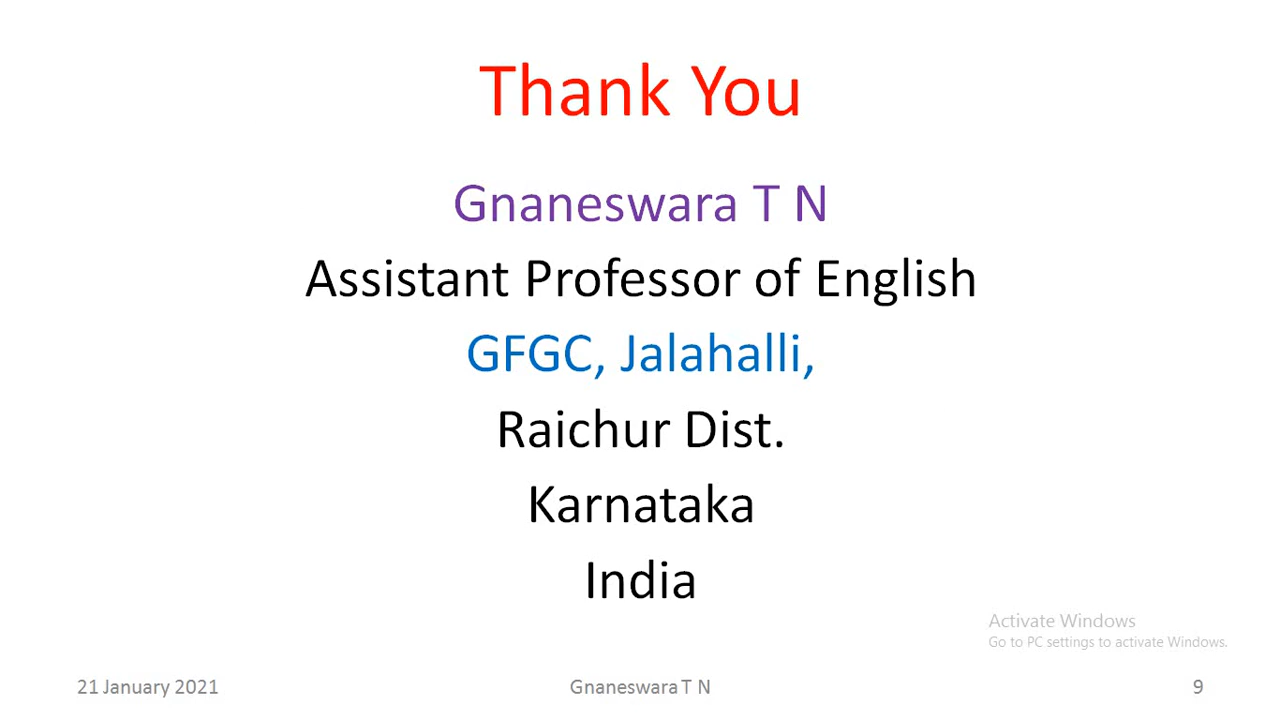 Thank You
Gnaneswara T N
Assistant Professor of English
GFGC, Jalahalli,
Raichur Dist.
Karnataka
India
Activate Windows
Go to PC settings to activate Windows.
21 January 2021
Gnaneswara T N
9